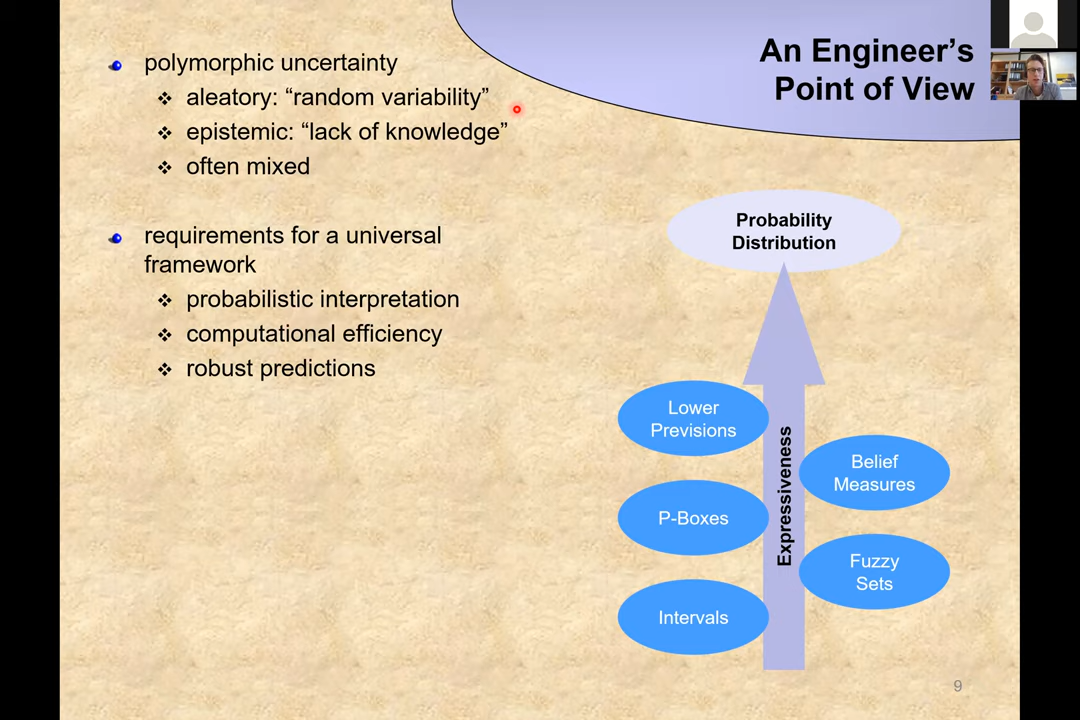 An Engineer’s
Point of View
polymorphic uncertainty
aleatory: “random variability”
epistemic: “lack of knowledge”
often mixed
requirements for a universal
framework
probabilistic interpretation
computational efficiency
robust predictions
Probability
Distribution
Expressiveness
Lower
Previsions
Belief
Measures
P-Boxes
Fuzzy
Sets
Intervals
9